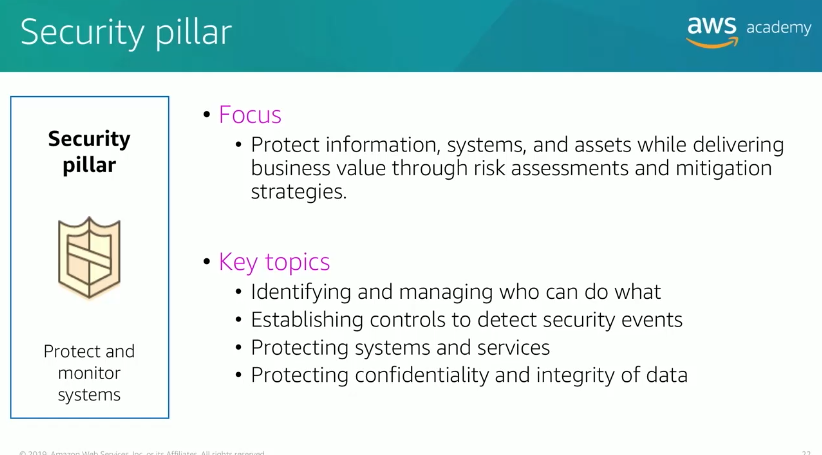 Security pillar
aws academy
Security
pillar
Protect and
monitor
systems
• Focus
• Protect information, systems, and assets while delivering
business value through risk assessments and mitigation
strategies.
• Key topics
• Identifying and managing who can do what
• Establishing controls to detect security events
• Protecting systems and services
• Protecting confidentiality and integrity of data
© 2019, Amazon Web Services, Inc. or its Affiliates. All rights reserved.
22